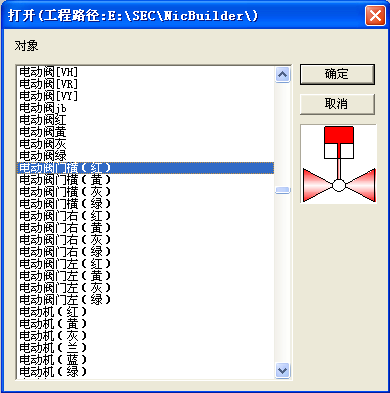 打开(工程路径:E:\SEC\NicBuilder\)
对象
电动阀[VH]
电动阀[VR]
电动阀[VY]
电动阀jb
电动阀红
电动阀黄
电动阀灰
电动阀绿
电动阀门横(红)
电动阀门横(黄)
电动阀门横(灰)
电动阀门横(绿)
电动阀门右(红)
电动阀门右(黄)
电动阀门右(灰)
电动阀门右(绿)
电动阀门左(红)
电动阀门左(黄)
电动阀门左(灰)
电动阀门左(绿)
电动机(红)
电动机(黄)
电动机(灰)
电动机(兰)
电动机(蓝)
电动机(绿)
确定
取消